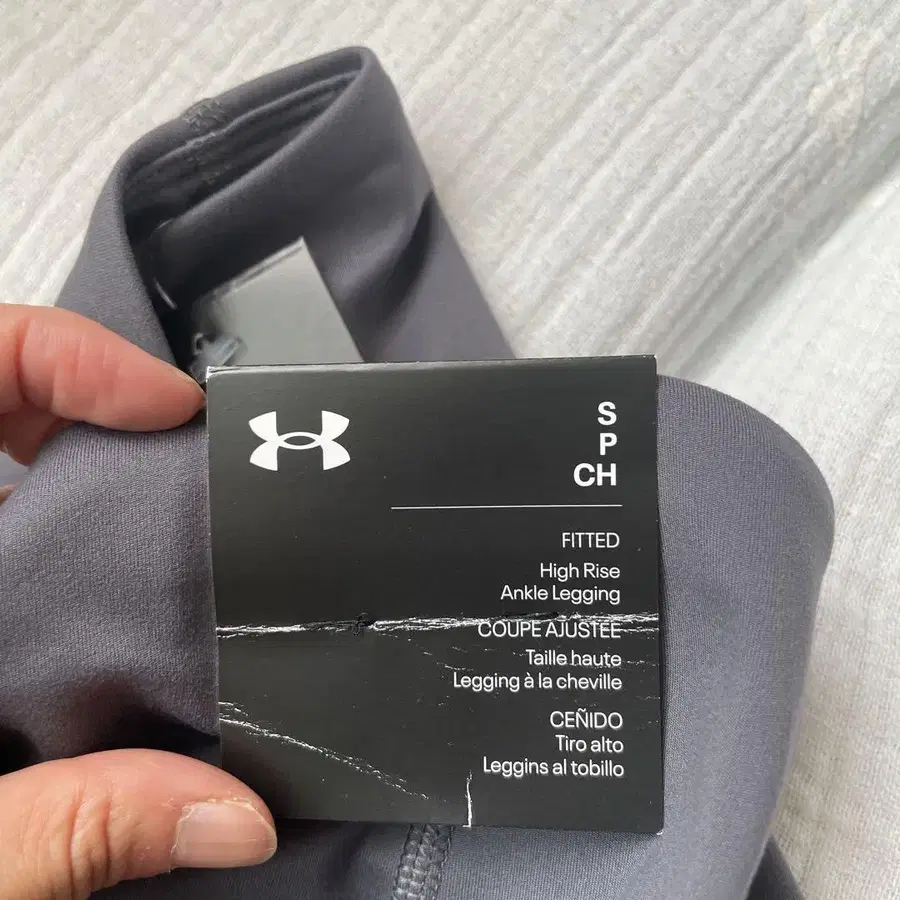 S
P
CH
FITTED
High Rise
Ankle Legging
COUPE AJUSTÉE
Taille haute
Legging à la cheville
CEÑIDO
Tiro alto
Leggins al tobillo